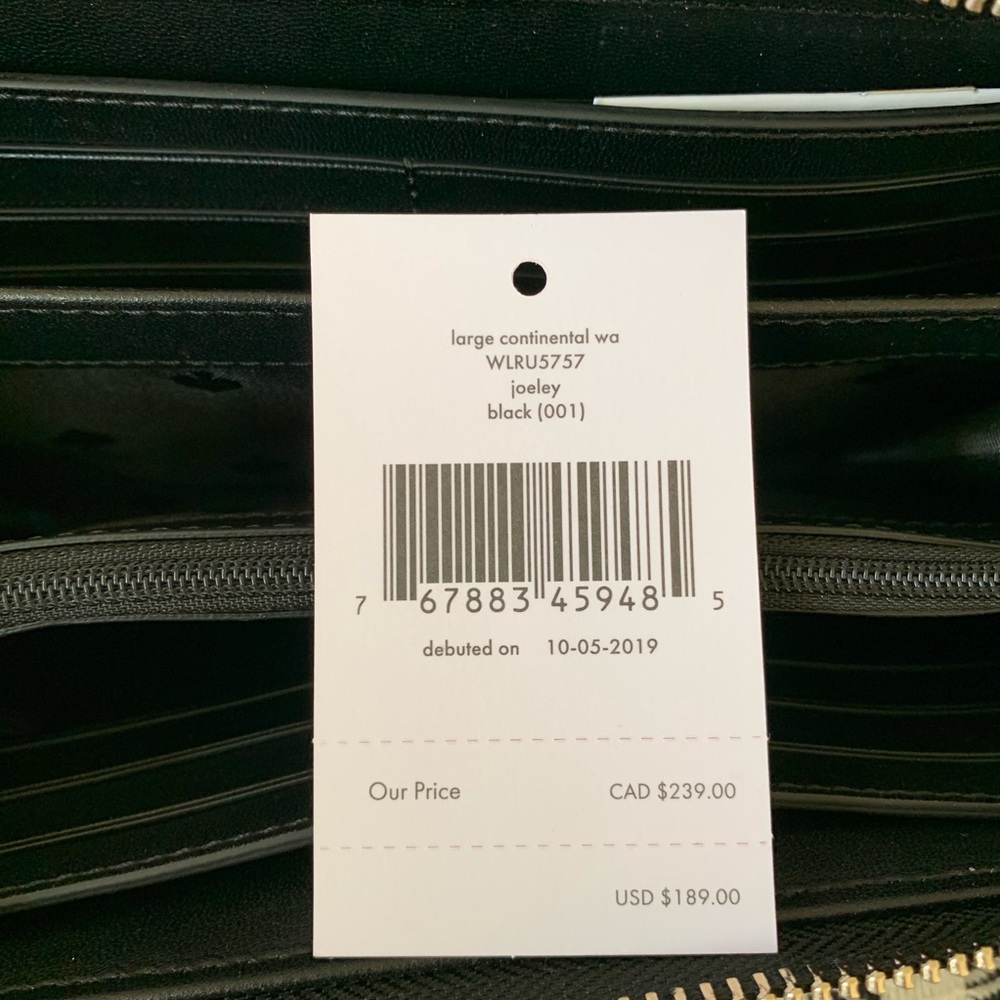 large continental wa
WLRU5757
joeley
black (001)
7 67883 45948 5
debuted on 10-05-2019
Our Price CAD $239.00
USD $189.00